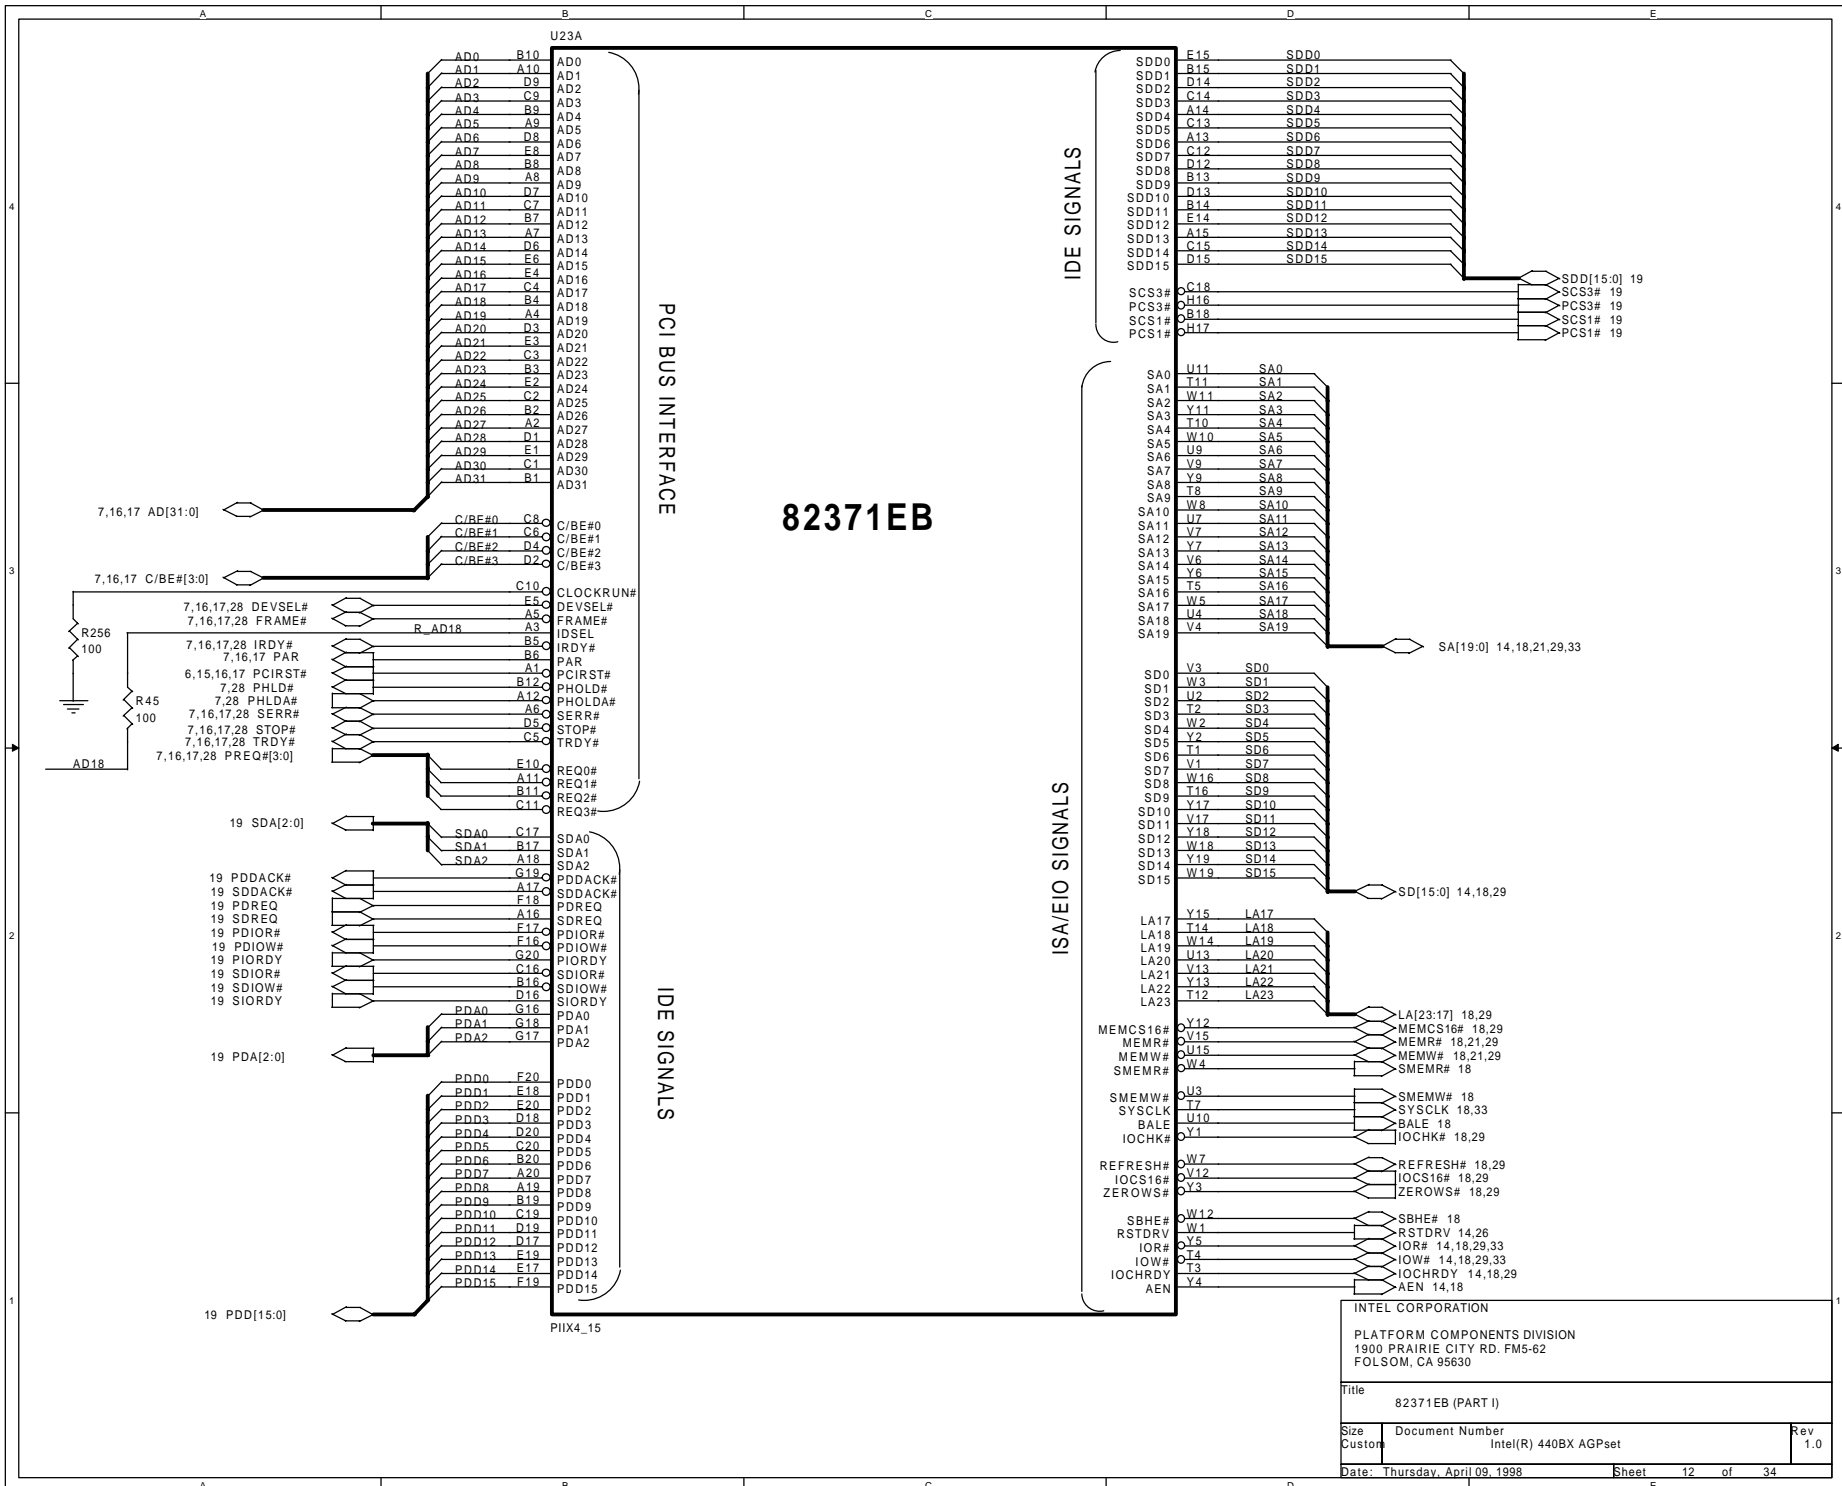 A B C D E
U23A
AD0 B10 AD0
AD1 A10 AD1
AD2 D9 AD2
AD3 C9 AD3
AD4 B9 AD4
AD5 A9 AD5
AD6 D8 AD6
AD7 E8 AD7
AD8 B8 AD8
AD9 A8 AD9
AD10 D7 AD10
AD11 C7 AD11
AD12 B7 AD12
AD13 A7 AD13
AD14 D6 AD14
AD15 E6 AD15
AD16 E4 AD16
AD17 C4 AD17
AD18 B4 AD18
AD19 A4 AD19
AD20 D3 AD20
AD21 E3 AD21
AD22 C3 AD22
AD23 B3 AD23
AD24 E2 AD24
AD25 C2 AD25
AD26 B2 AD26
AD27 A2 AD27
AD28 D1 AD28
AD29 E1 AD29
AD30 C1 AD30
AD31 B1 AD31
7,16,17 AD[31:0]
C/BE#0 C8 C/BE#0
C/BE#1 C6 C/BE#1
C/BE#2 D4 C/BE#2
C/BE#3 D2 C/BE#3
7,16,17 C/BE#[3:0]
C10 CLOCKRUN#
7,16,17,28 DEVSEL# E5 DEVSEL#
7,16,17,28 FRAME# A5 FRAME#
R_AD18 A3 IDSEL
R256
100
7,16,17,28 IRDY# B5 IRDY#
7,16,17 PAR B6 PAR
6,15,16,17 PCIRST# A1 PCIRST#
7,28 PHLD# B12 PHOLD#
7,28 PHLDA# A12 PHOLDA#
R45
100
7,16,17,28 SERR# A6 SERR#
7,16,17,28 STOP# D5 STOP#
7,16,17,28 TRDY# C5 TRDY#
7,16,17,28 PREQ#[3:0]
AD18
E10 REQ0#
A11 REQ1#
B11 REQ2#
C11 REQ3#
PCI BUS INTERFACE
19 SDA[2:0]
SDA0 C17 SDA0
SDA1 B17 SDA1
SDA2 A18 SDA2
19 PDDACK# G19 PDDACK#
19 SDDACK# A17 SDDACK#
19 PDREQ F18 PDREQ
19 SDREQ A16 SDREQ
19 PDIOR# F17 PDIOR#
19 PDIOW# F16 PDIOW#
19 PIORDY G20 PIORDY
19 SDIOR# C16 SDIOR#
19 SDIOW# B16 SDIOW#
19 SIORDY D16 SIORDY
PDA0 G16 PDA0
PDA1 G18 PDA1
PDA2 G17 PDA2
19 PDA[2:0]
PDD0 F20 PDD0
PDD1 E18 PDD1
PDD2 E20 PDD2
PDD3 D18 PDD3
PDD4 D20 PDD4
PDD5 C20 PDD5
PDD6 B20 PDD6
PDD7 A20 PDD7
PDD8 A19 PDD8
PDD9 B19 PDD9
PDD10 C19 PDD10
PDD11 D19 PDD11
PDD12 D17 PDD12
PDD13 E19 PDD13
PDD14 E17 PDD14
PDD15 F19 PDD15
19 PDD[15:0]
IDE SIGNALS
PIIX4_15
82371EB
IDE SIGNALS
SDD0 E15 SDD0
SDD1 B15 SDD1
SDD2 D14 SDD2
SDD3 C14 SDD3
SDD4 A14 SDD4
SDD5 C13 SDD5
SDD6 A13 SDD6
SDD7 C12 SDD7
SDD8 D12 SDD8
SDD9 B13 SDD9
SDD10 D13 SDD10
SDD11 B14 SDD11
SDD12 E14 SDD12
SDD13 A15 SDD13
SDD14 C15 SDD14
SDD15 D15 SDD15
SDD[15:0] 19
SCS3# C18 SCS3# 19
PCS3# H16 PCS3# 19
SCS1# B18 SCS1# 19
PCS1# H17 PCS1# 19
ISA/EIO SIGNALS
SA0 U11 SA0
SA1 T11 SA1
SA2 W11 SA2
SA3 Y11 SA3
SA4 T10 SA4
SA5 W10 SA5
SA6 U9 SA6
SA7 V9 SA7
SA8 Y9 SA8
SA9 T8 SA9
SA10 W8 SA10
SA11 U7 SA11
SA12 V7 SA12
SA13 Y7 SA13
SA14 V6 SA14
SA15 Y6 SA15
SA16 T5 SA16
SA17 W5 SA17
SA18 U4 SA18
SA19 V4 SA19
SA[19:0] 14,18,21,29,33
SD0 V3 SD0
SD1 W3 SD1
SD2 U2 SD2
SD3 T2 SD3
SD4 W2 SD4
SD5 Y2 SD5
SD6 T1 SD6
SD7 V1 SD7
SD8 W16 SD8
SD9 T16 SD9
SD10 Y17 SD10
SD11 V17 SD11
SD12 Y18 SD12
SD13 W18 SD13
SD14 Y19 SD14
SD15 W19 SD15
SD[15:0] 14,18,29
LA17 Y15 LA17
LA18 T14 LA18
LA19 W14 LA19
LA20 U13 LA20
LA21 V13 LA21
LA22 Y13 LA22
LA23 T12 LA23
LA[23:17] 18,29
MEMCS16# Y12 MEMCS16# 18,29
MEMR# V15 MEMR# 18,21,29
MEMW# U15 MEMW# 18,21,29
SMEMR# W4 SMEMR# 18
SMEMW# U3 SMEMW# 18
SYSCLK T7 SYSCLK 18,33
BALE U10 BALE 18
IOCHK# Y1 IOCHK# 18,29
REFRESH# W7 REFRESH# 18,29
IOCS16# V12 IOCS16# 18,29
ZEROWS# Y3 ZEROWS# 18,29
SBHE# W12 SBHE# 18
RSTDRV W1 RSTDRV 14,26
IOR# Y5 IOR# 14,18,29,33
IOW# T4 IOW# 14,18,29,33
IOCHRDY T3 IOCHRDY 14,18,29
AEN Y4 AEN 14,18
4 4
3 3
2 2
1 1
INTEL CORPORATION
PLATFORM COMPONENTS DIVISION
1900 PRAIRIE CITY RD. FM5-62
FOLSOM, CA 95630
Title
82371EB (PART I)
Size Document Number Rev
Custom Intel(R) 440BX AGPset 1.0
Date: Thursday, April 09, 1998 Sheet 12 of 34
A B C D E